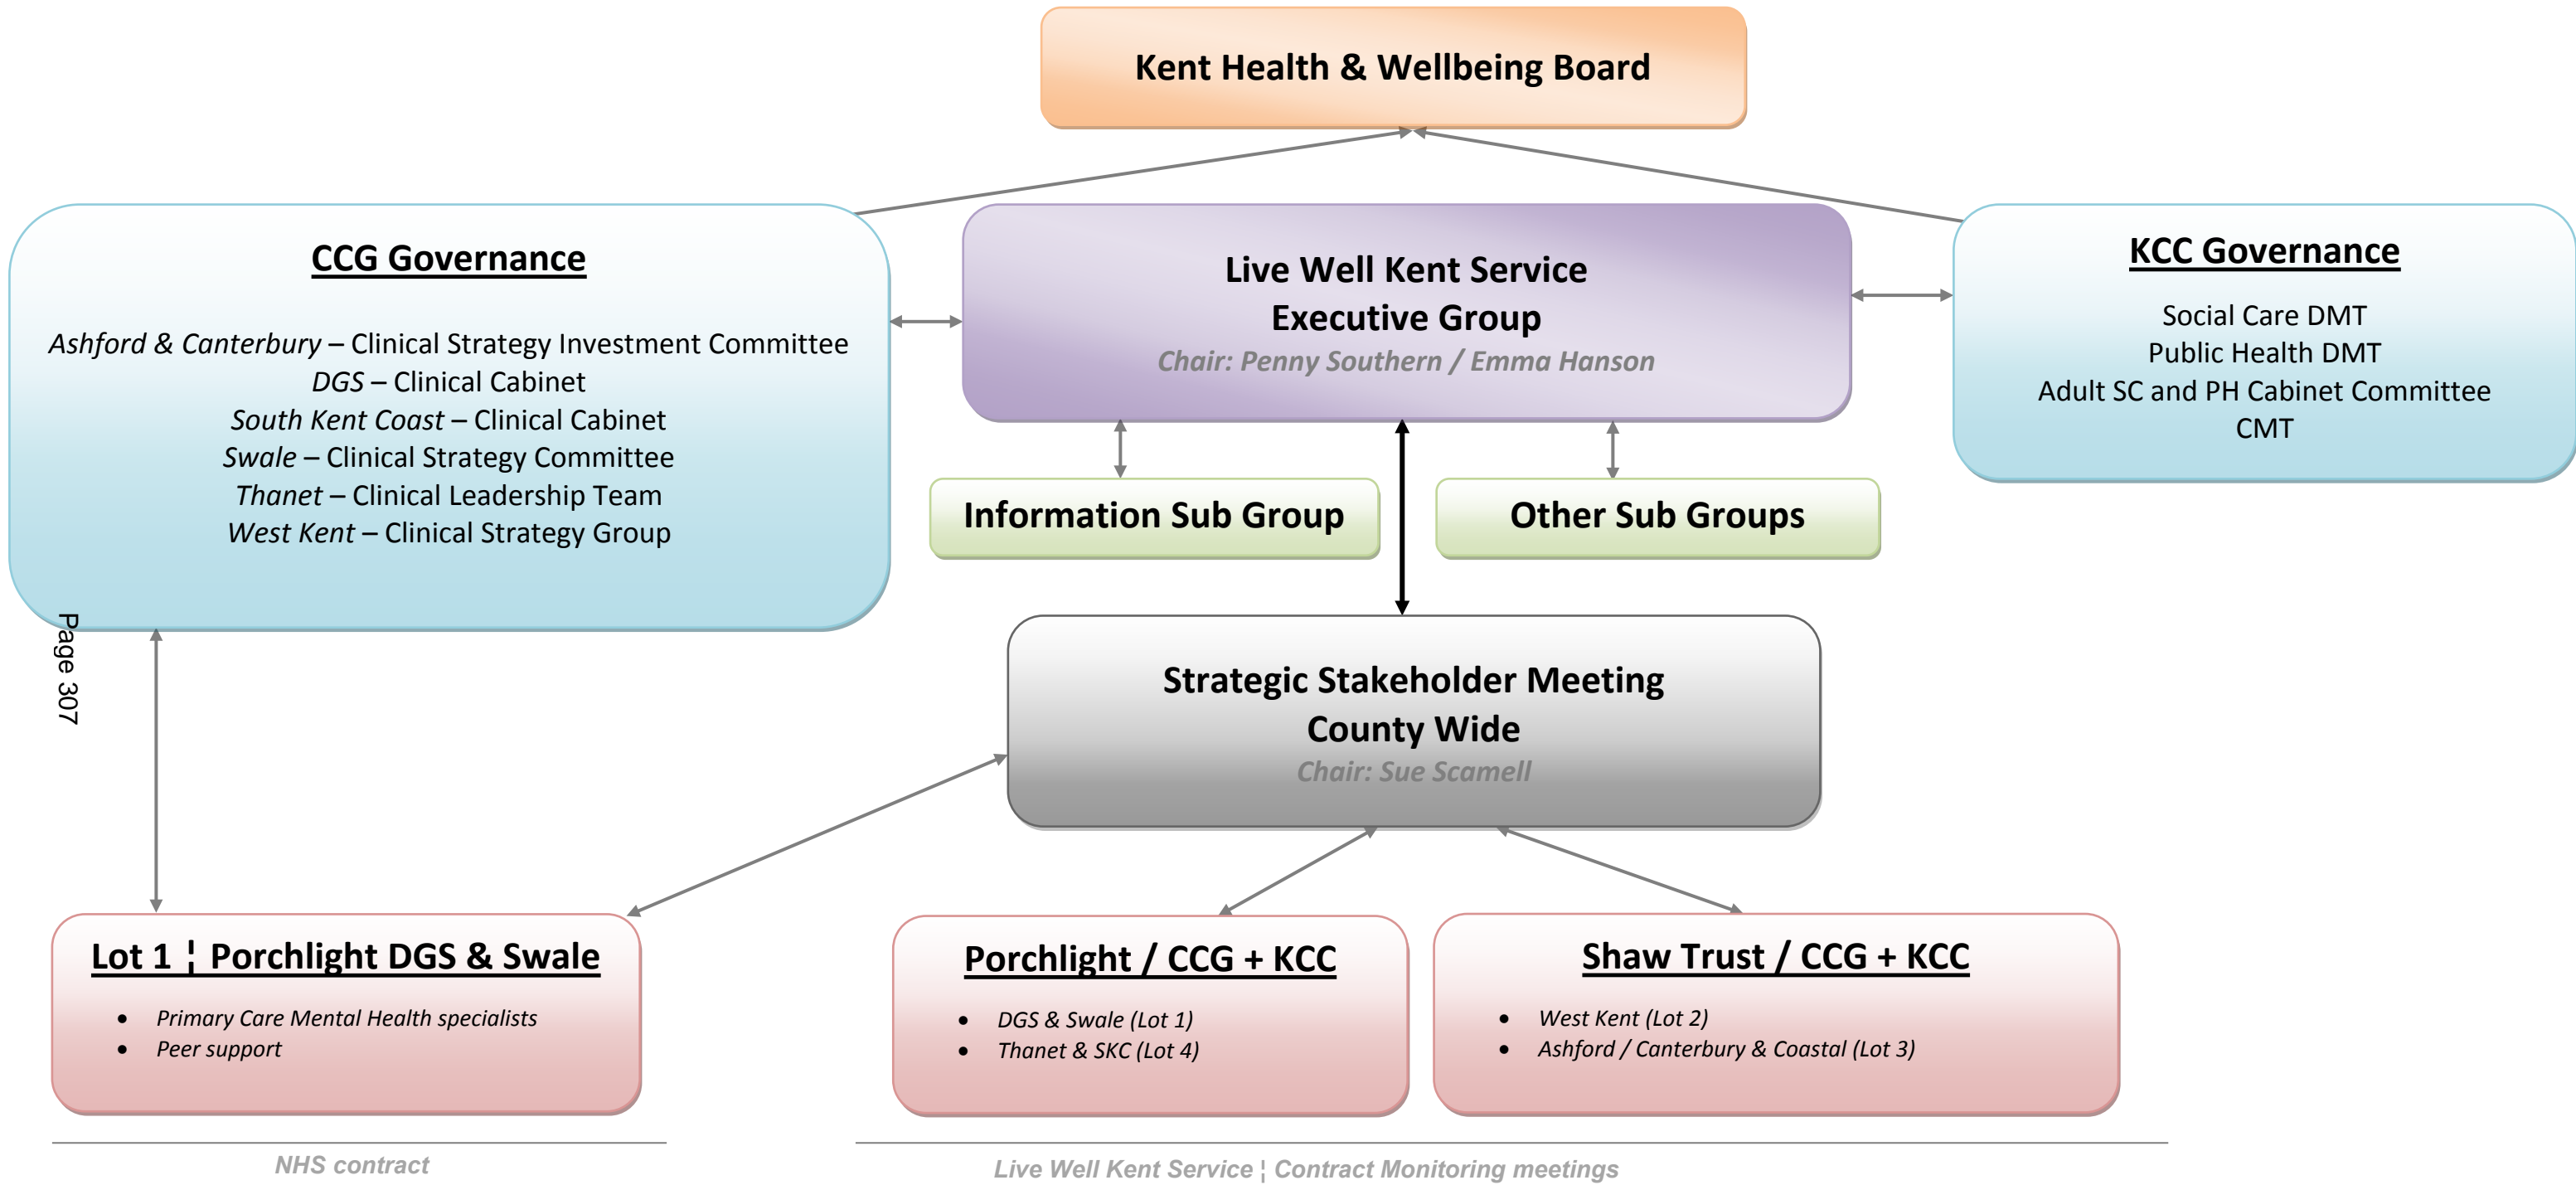 Kent Health & Wellbeing Board
CCG Governance
Ashford & Canterbury – Clinical Strategy Investment Committee
DGS – Clinical Cabinet
South Kent Coast – Clinical Cabinet
Swale – Clinical Strategy Committee
Thanet – Clinical Leadership Team
West Kent – Clinical Strategy Group
Live Well Kent Service
Executive Group
Chair: Penny Southern / Emma Hanson
KCC Governance
Social Care DMT
Public Health DMT
Adult SC and PH Cabinet Committee
CMT
Information Sub Group
Other Sub Groups
Page 307
Strategic Stakeholder Meeting
County Wide
Chair: Sue Scamell
Lot 1 ¦ Porchlight DGS & Swale
• Primary Care Mental Health specialists
• Peer support
Porchlight / CCG + KCC
• DGS & Swale (Lot 1)
• Thanet & SKC (Lot 4)
Shaw Trust / CCG + KCC
• West Kent (Lot 2)
• Ashford / Canterbury & Coastal (Lot 3)
NHS contract
Live Well Kent Service ¦ Contract Monitoring meetings